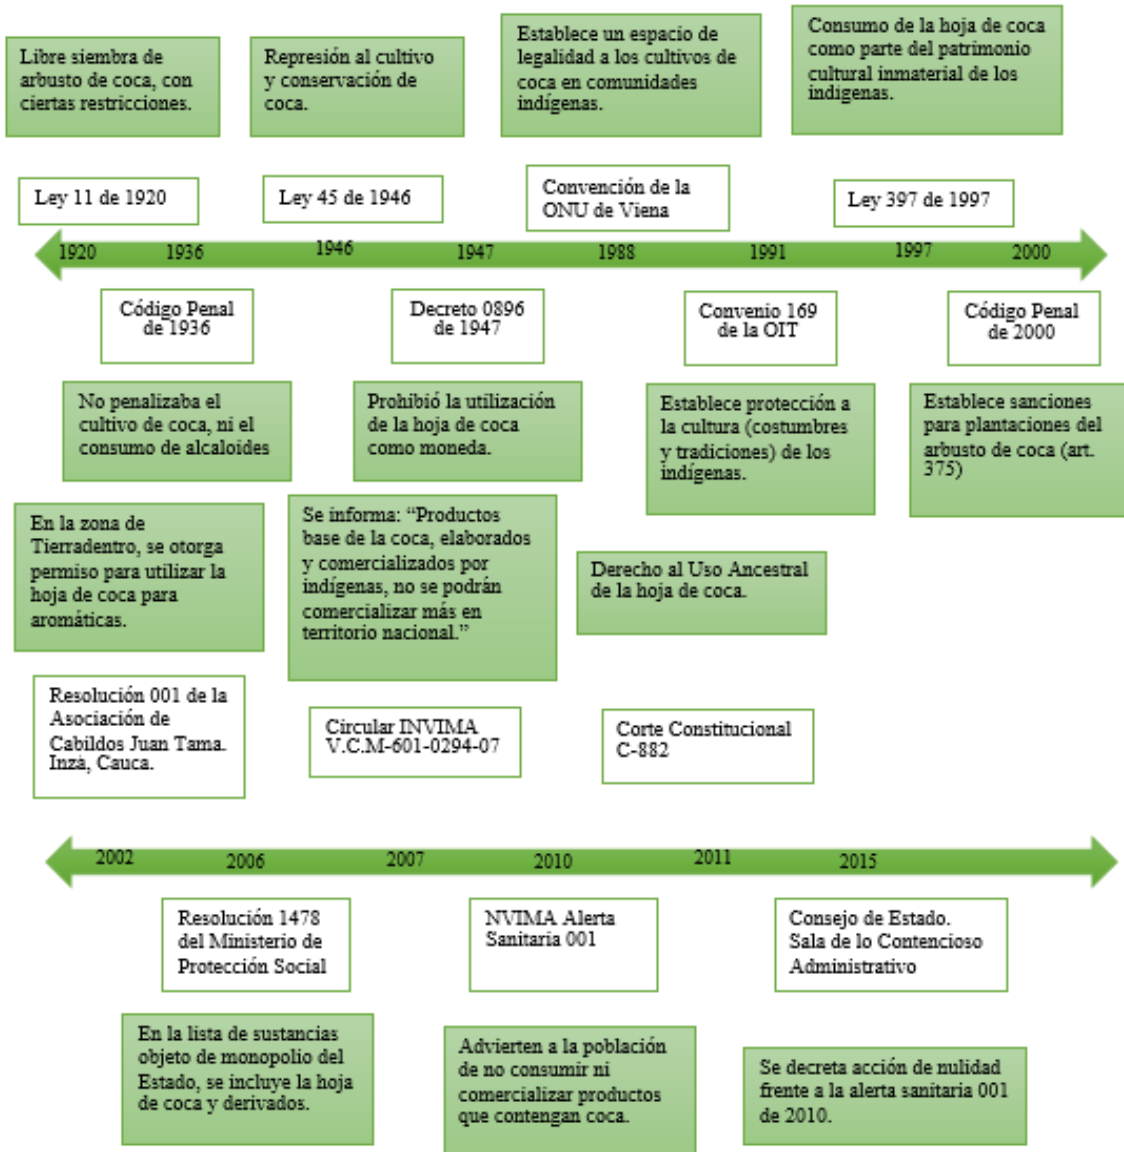 Libre siembra de
arbusto de coca, con
ciertas restricciones.
Represión al cultivo
y conservación de
coca.
Establece un espacio de
legalidad a los cultivos de
coca en comunidades
indígenas.
Consumo de la hoja de coca
como parte del patrimonio
cultural inmaterial de los
indigenas.
Ley 11 de 1920
Ley 45 de 1946
Convención de la
ONU de Viena
Ley 397 de 1997
1920 1936 1946 1947 1988 1991 1997 2000
Código Penal
de 1936
Decreto 0896
de 1947
Convenio 169
de la OIT
Código Penal
de 2000
No penalizaba el
cultivo de coca, ni el
consumo de alcaloides
Prohibió la utilización
de la hoja de coca
como moneda.
Establece protección a
la cultura (costumbres
y tradiciones) de los
indígenas.
Establece sanciones
para plantaciones del
arbusto de coca (art.
375)
En la zona de
Tierradentro, se otorga
permiso para utilizar la
hoja de coca para
aromáticas.
Se informa: “Productos
base de la coca, elaborados
y comercializados por
indígenas, no se podrán
comercializar más en
territorio nacional.”
Derecho al Uso Ancestral
de la hoja de coca.
Resolución 001 de la
Asociación de
Cabildos Juan Tama.
Inzà, Cauca.
Circular INVIMA
V.C.M-601-0294-07
Corte Constitucional
C-882
2002 2006 2007 2010 2011 2015
Resolución 1478
del Ministerio de
Protección Social
NVIMA Alerta
Sanitaria 001
Consejo de Estado.
Sala de lo Contencioso
Administrativo
En la lista de sustancias
objeto de monopolio del
Estado, se incluye la hoja
de coca y derivados.
Advierten a la población
de no consumir ni
comercializar productos
que contengan coca.
Se decreta acción de nulidad
frente a la alerta sanitaria 001
de 2010.